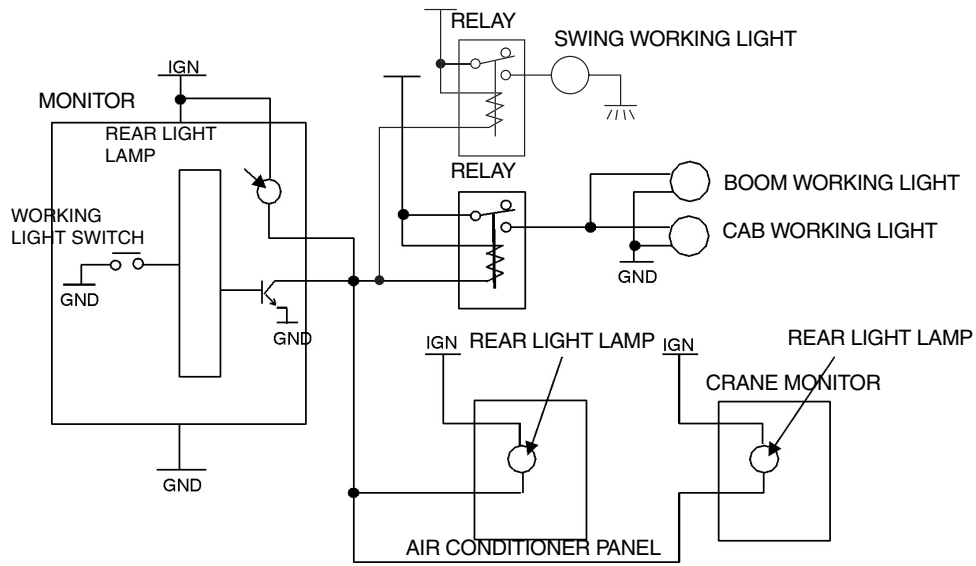 RELAY
SWING WORKING LIGHT
IGN
MONITOR
REAR LIGHT
LAMP
RELAY
BOOM WORKING LIGHT
WORKING
LIGHT SWITCH
CAB WORKING LIGHT
GND
GND
GND
IGN
REAR LIGHT LAMP
IGN
REAR LIGHT LAMP
CRANE MONITOR
GND
AIR CONDITIONER PANEL